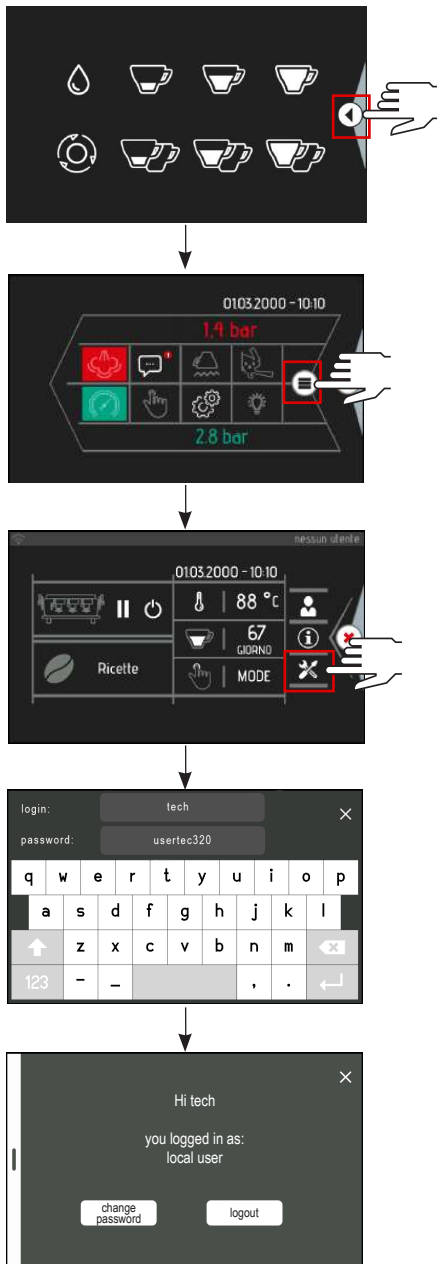 01.03.2000 - 10:10
1,4 bar
2.8 bar
nessun utente
01.03.2000 - 10:10
88 °C
67
GIORNO
Ricette
MODE
login:
tech
password:
usertec320
q w e r t y u i o p
a s d f g h j k l
z x c v b n m
123 - _ , .
Hi tech
you logged in as:
local user
change
password
logout